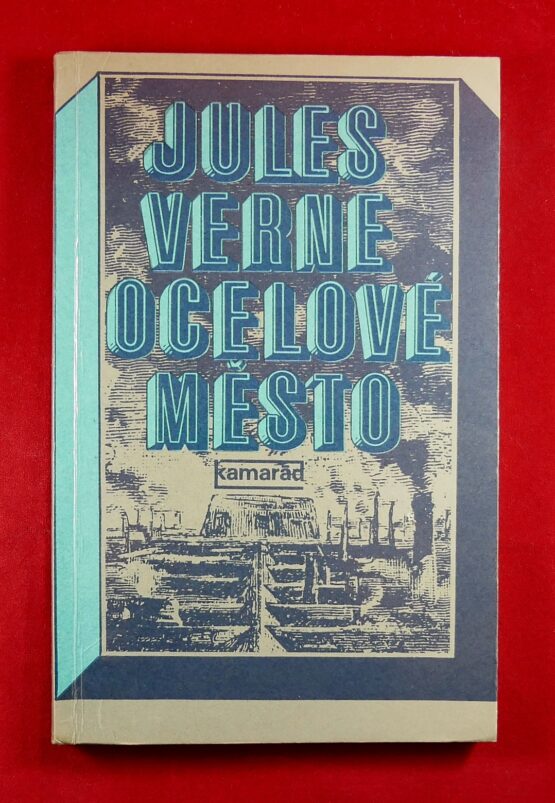 JULES
VERNE
OCELOVÉ
MĚSTO
kamarád